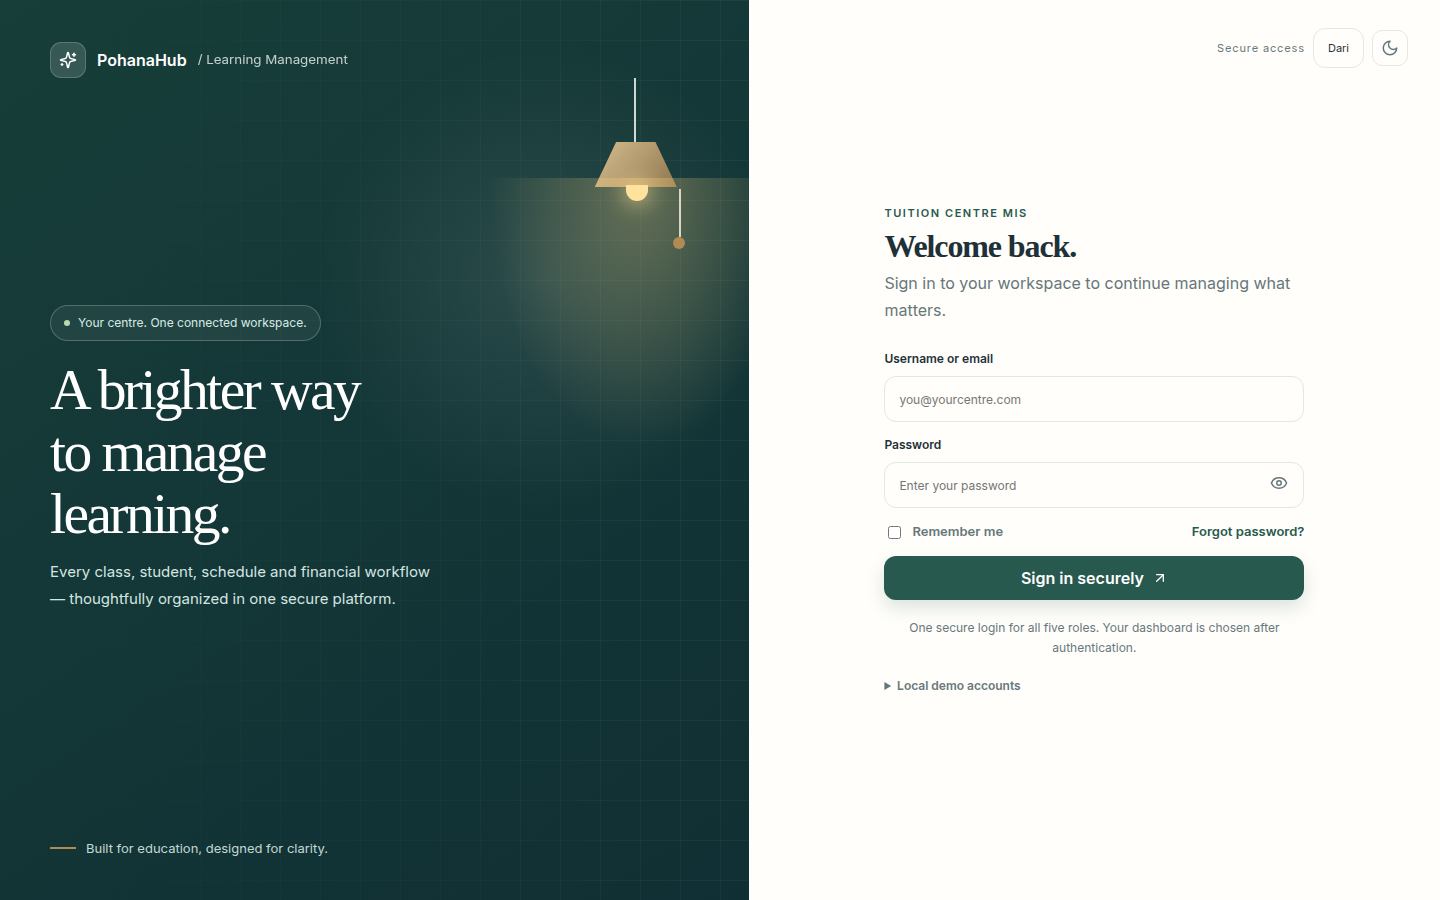 PohanaHub / Learning Management
Your centre. One connected workspace.
A brighter way
to manage
learning.
Every class, student, schedule and financial workflow
— thoughtfully organized in one secure platform.
Built for education, designed for clarity.
Secure access
Dari
TUITION CENTRE MIS
Welcome back.
Sign in to your workspace to continue managing what
matters.
Username or email
you@yourcentre.com
Password
Enter your password
Remember me
Forgot password?
Sign in securely
One secure login for all five roles. Your dashboard is chosen after
authentication.
Local demo accounts